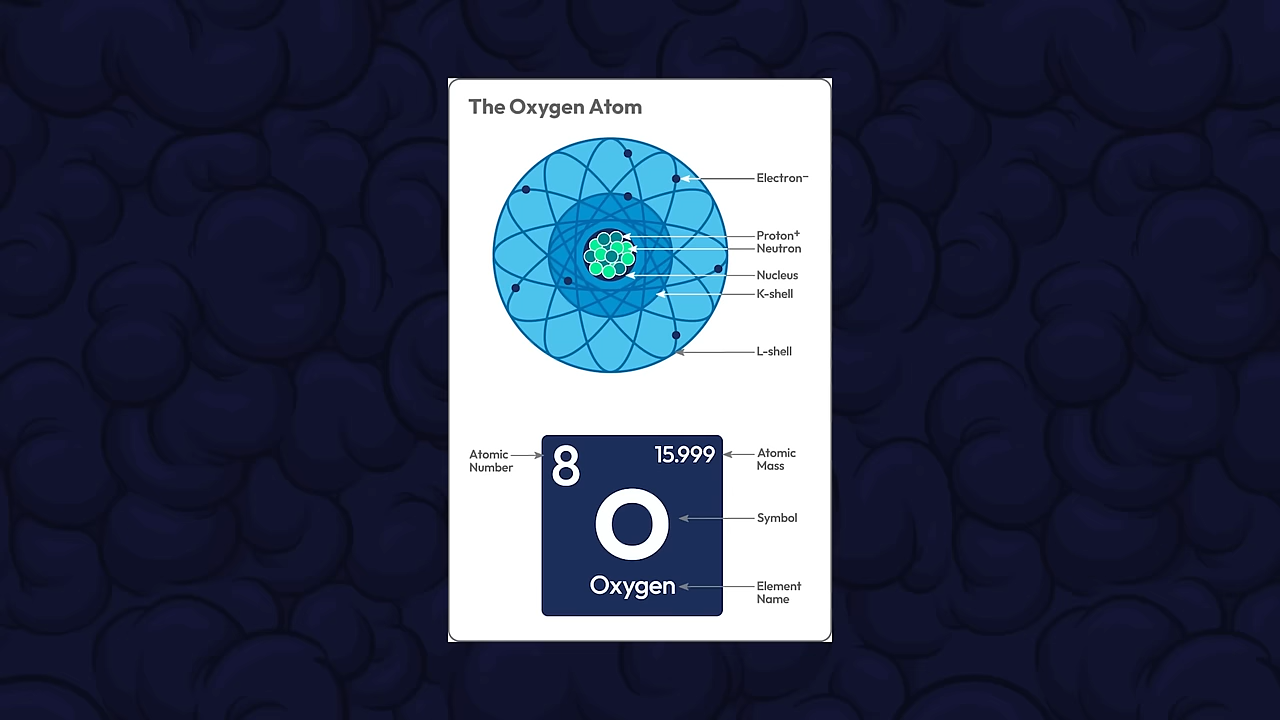 The Oxygen Atom
Electron⁻
Proton⁺
Neutron
Nucleus
K-shell
L-shell
Atomic
Number
8
15.999
Atomic
Mass
O
Symbol
Oxygen
Element
Name